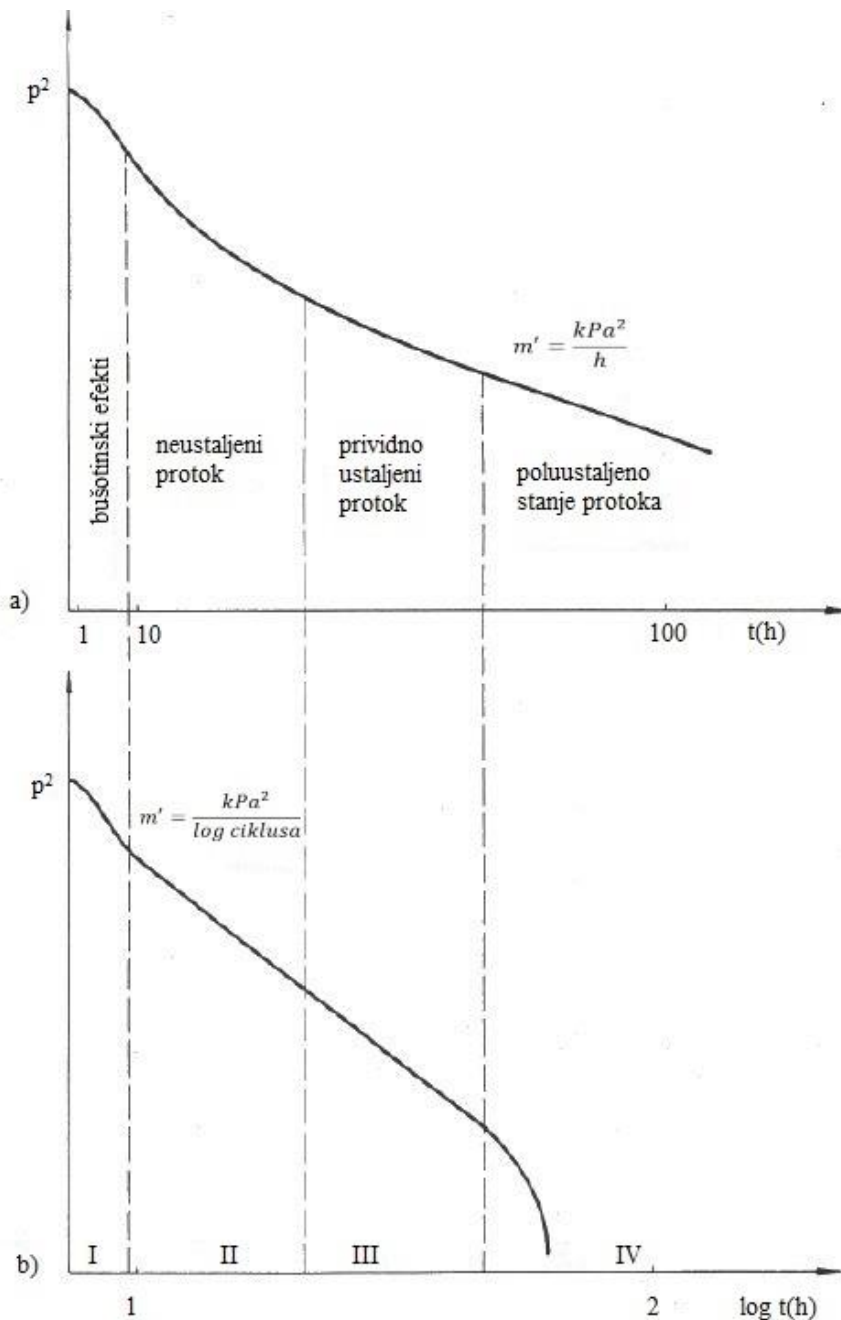 p²
m' = kPa² / h
bušotinski efekti
neustaljeni
protok
prividno
ustaljeni
protok
poluustaljeno
stanje protoka
a)
1 10 100 t(h)
p²
m' = kPa² / log ciklusa
I II III IV
b)
1 2 log t(h)